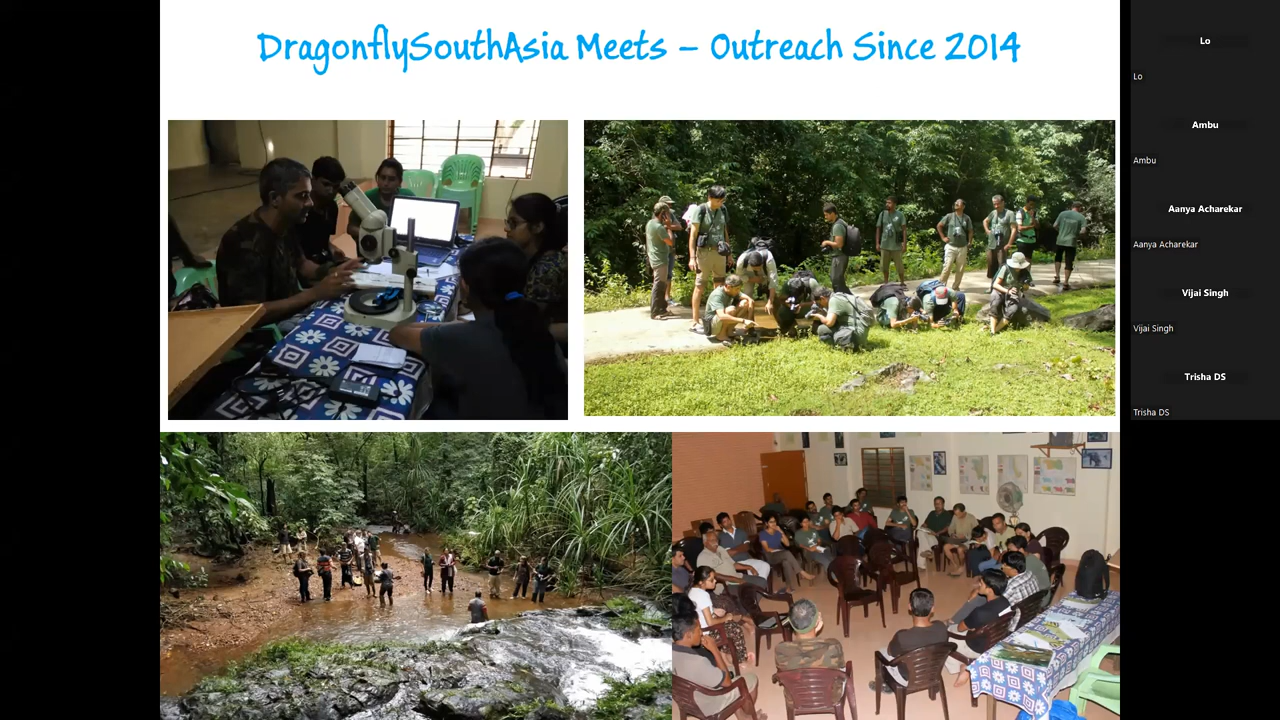 DragonflySouthAsia Meets – Outreach Since 2014
Lo
Lo
Ambu
Ambu
Aanya Acharekar
Aanya Acharekar
Vijai Singh
Vijai Singh
Trisha DS
Trisha DS